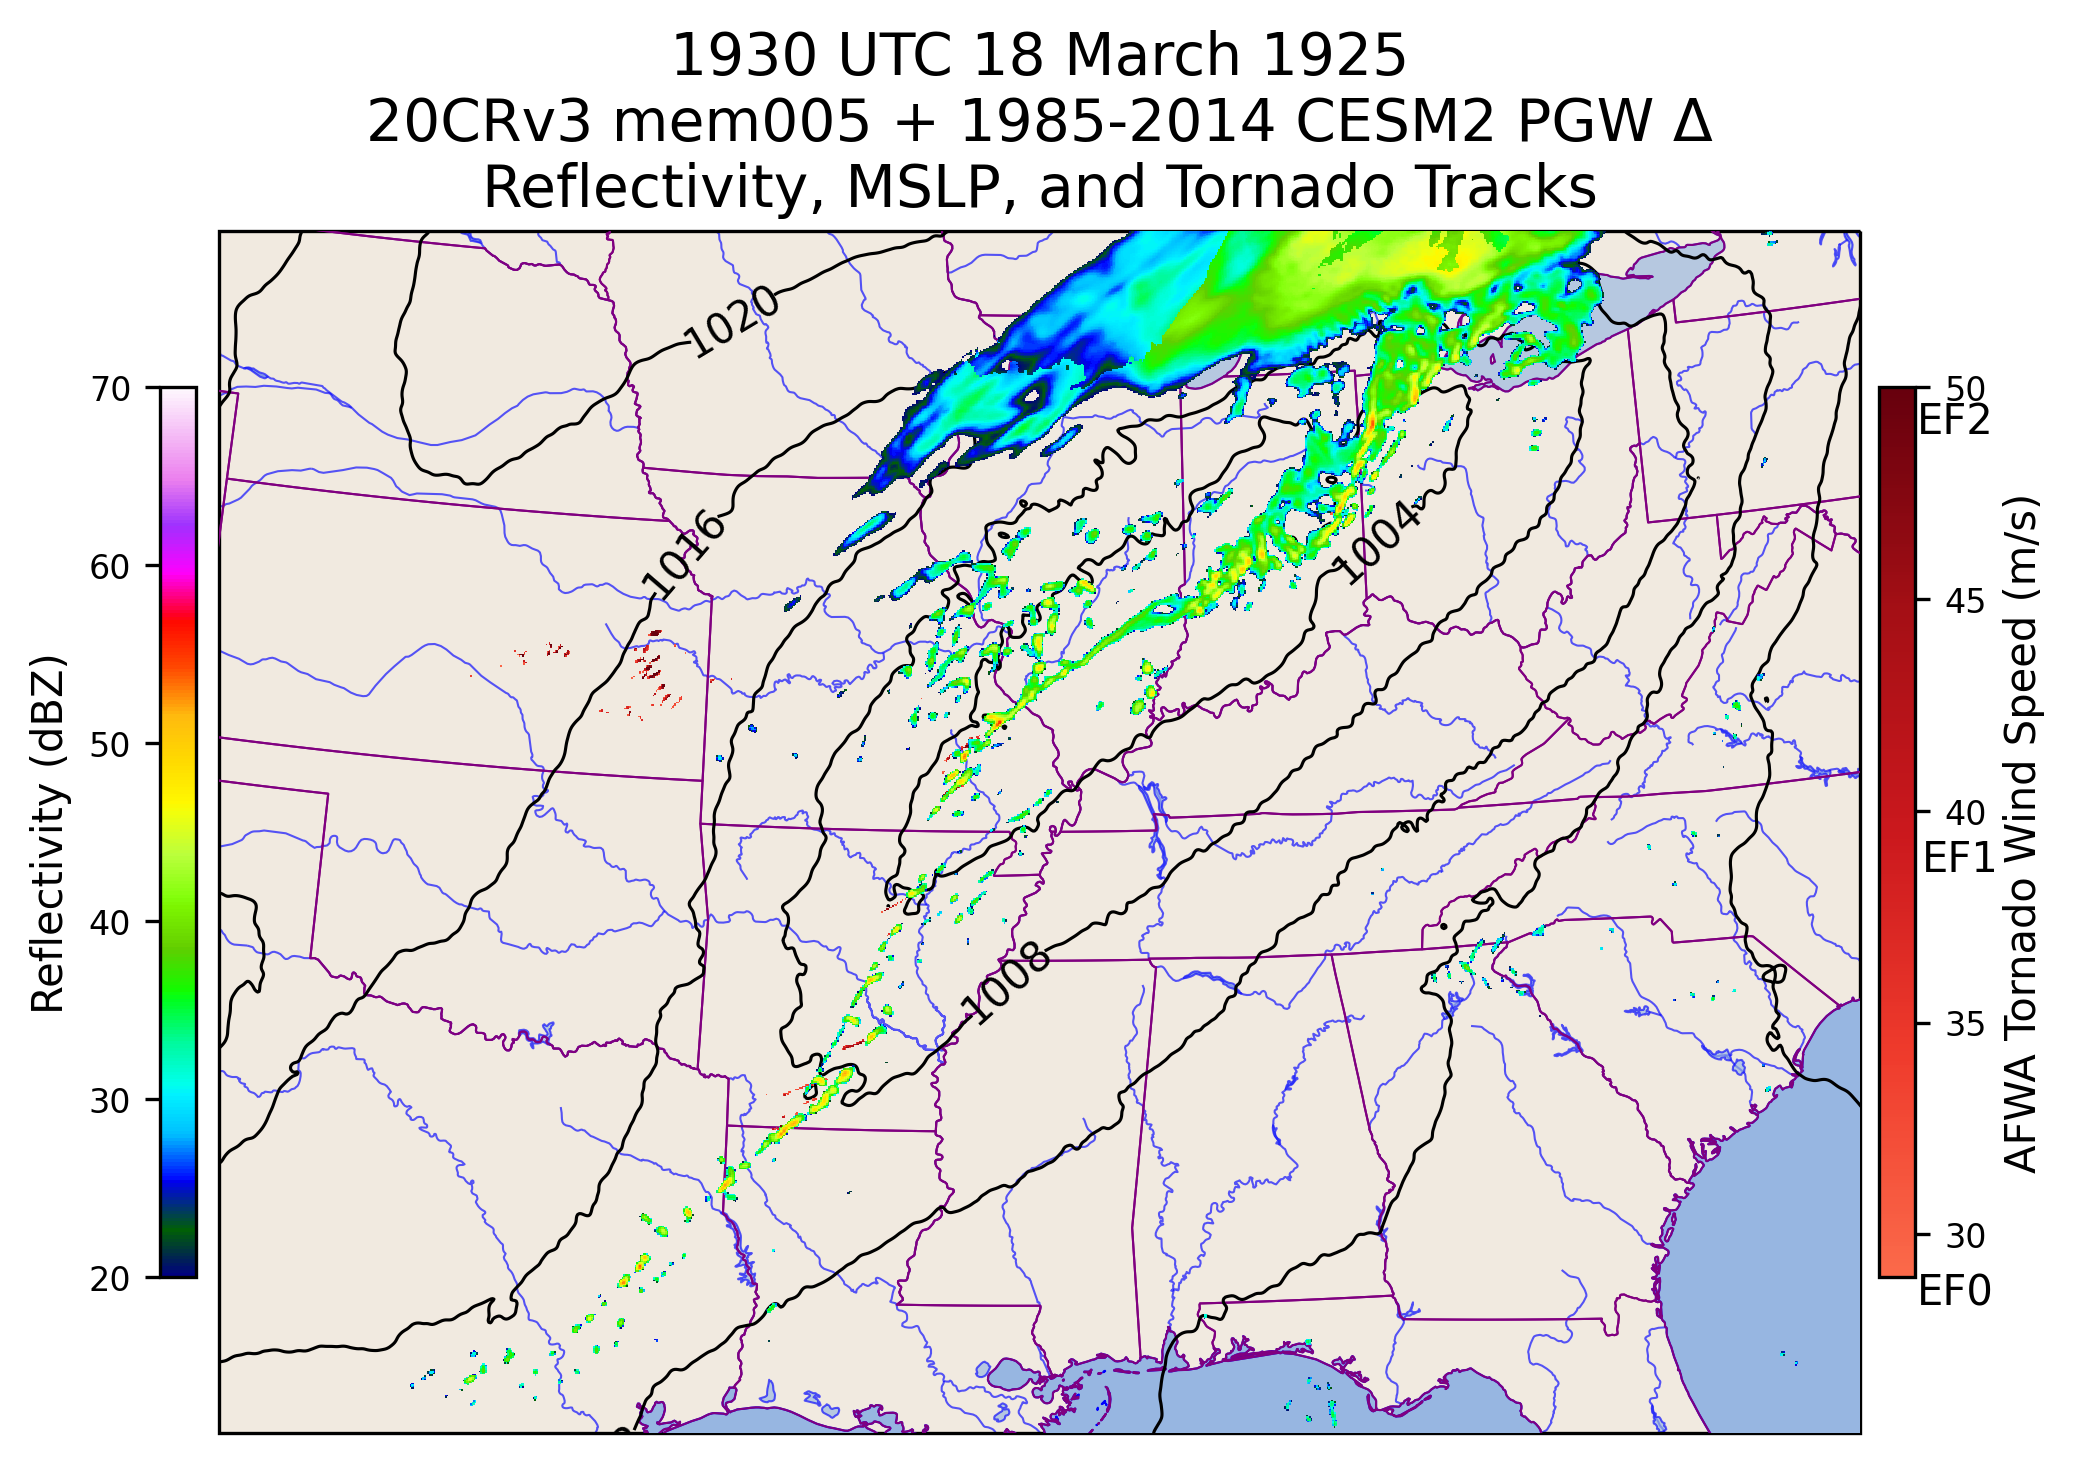 1930 UTC 18 March 1925
20CRv3 mem005 + 1985-2014 CESM2 PGW Δ
Reflectivity, MSLP, and Tornado Tracks
1020
1016
1004
1008
Reflectivity (dBZ)
70
60
50
40
30
20
50
EF2
45
40
EF1
35
30
EF0
AFWA Tornado Wind Speed (m/s)